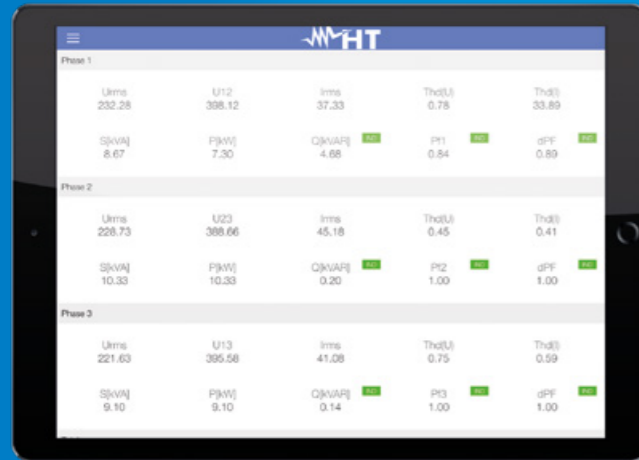 HT
Phase 1
Urms U12 Irms Thd(U) Thd(I)
232.28 398.12 37.33 0.78 33.89
S[kVA] P[kW] Q[kVAR] IND Pf1 IND dPF IND
8.67 7.30 4.68 0.84 0.89
Phase 2
Urms U23 Irms Thd(U) Thd(I)
228.73 388.66 45.18 0.45 0.41
S[kVA] P[kW] Q[kVAR] IND Pf2 IND dPF IND
10.33 10.33 0.20 1.00 1.00
Phase 3
Urms U13 Irms Thd(U) Thd(I)
221.63 395.58 41.08 0.75 0.59
S[kVA] P[kW] Q[kVAR] IND Pf3 IND dPF IND
9.10 9.10 0.14 1.00 1.00